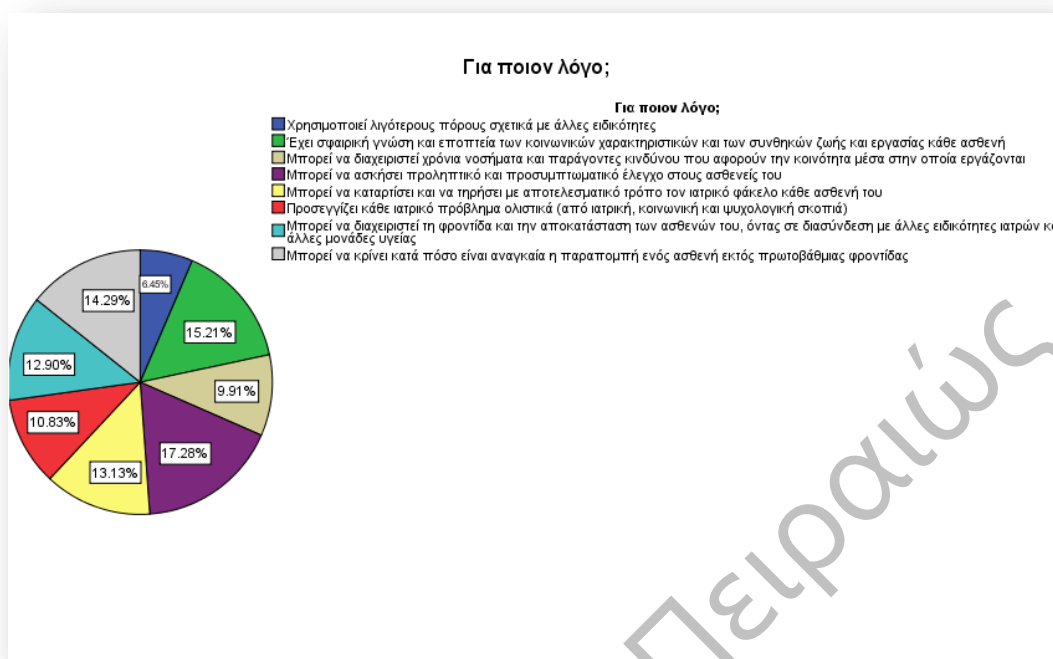 Για ποιον λόγο;
Για ποιον λόγο;
Χρησιμοποιεί λιγότερους πόρους σχετικά με άλλες ειδικότητες
Έχει σφαιρική γνώση και εποπτεία των κοινωνικών χαρακτηριστικών και των συνθηκών ζωής και εργασίας κάθε ασθενή
Μπορεί να διαχειριστεί χρόνια νοσήματα και παράγοντες κινδύνου που αφορούν την κοινότητα μέσα στην οποία εργάζονται
Μπορεί να ασκήσει προληπτικό και προσυμπτωματικό έλεγχο στους ασθενείς του
Μπορεί να καταρτίσει και να τηρήσει με αποτελεσματικό τρόπο τον ιατρικό φάκελο κάθε ασθενή του
Προσεγγίζει κάθε ιατρικό πρόβλημα ολιστικά (από ιατρική, κοινωνική και ψυχολογική σκοπιά)
Μπορεί να διαχειριστεί τη φροντίδα και την αποκατάσταση των ασθενών του, όντας σε διασύνδεση με άλλες ειδικότητες ιατρών
άλλες μονάδες υγείας
Μπορεί να κρίνει κατά πόσο είναι αναγκαία η παραπομπή ενός ασθενή εκτός πρωτοβάθμιας φροντίδας
6.45%
14.29%
15.21%
12.90%
9.91%
10.83%
17.28%
13.13%
Πειραιώς